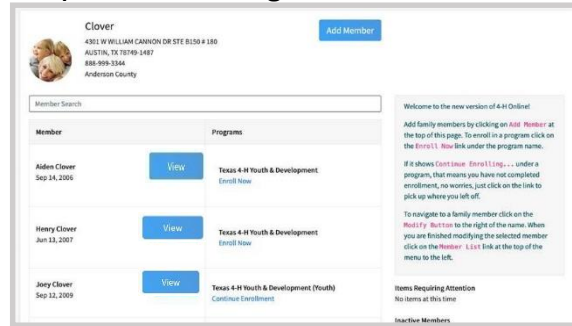 Clover
4301 W WILLIAM CANNON DR STE B150 # 180
AUSTIN, TX 78749-1487
888-999-3344
Anderson County
Add Member
Member Search
Member
Programs
Aiden Clover
Sep 14, 2006
View
Texas 4-H Youth & Development
Enroll Now
Henry Clover
Jun 13, 2007
View
Texas 4-H Youth & Development
Enroll Now
Joey Clover
Sep 12, 2009
View
Texas 4-H Youth & Development (Youth)
Continue Enrollment
Welcome to the new version of 4-H Online!
Add family members by clicking on Add Member at
the top of this page. To enroll in a program click on
the Enroll Now link under the program name.
If it shows Continue Enrolling... under a
program, that means you have not completed
enrollment, no worries, just click on the link to
pick up where you left off.
To navigate to a family member click on the
Modify Button to the right of the name. When
you are finished modifying the selected member
click on the Member List link at the top of the
menu to the left.
Items Requiring Attention
No items at this time
Inactive Members